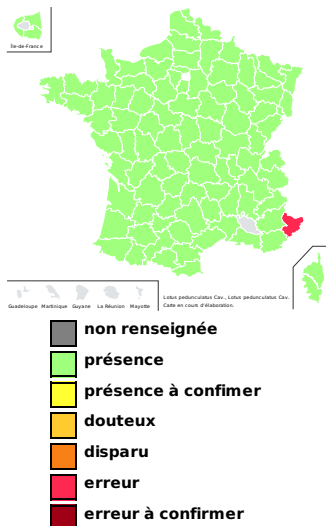 Île-de-France
Guadeloupe Martinique Guyane La Réunion Mayotte
Lotus pedunculatus Cav., Lotus pedunculatus Cav.
Carte en cours d'élaboration.
non renseignée
présence
présence à confimer
douteux
disparu
erreur
erreur à confirmer